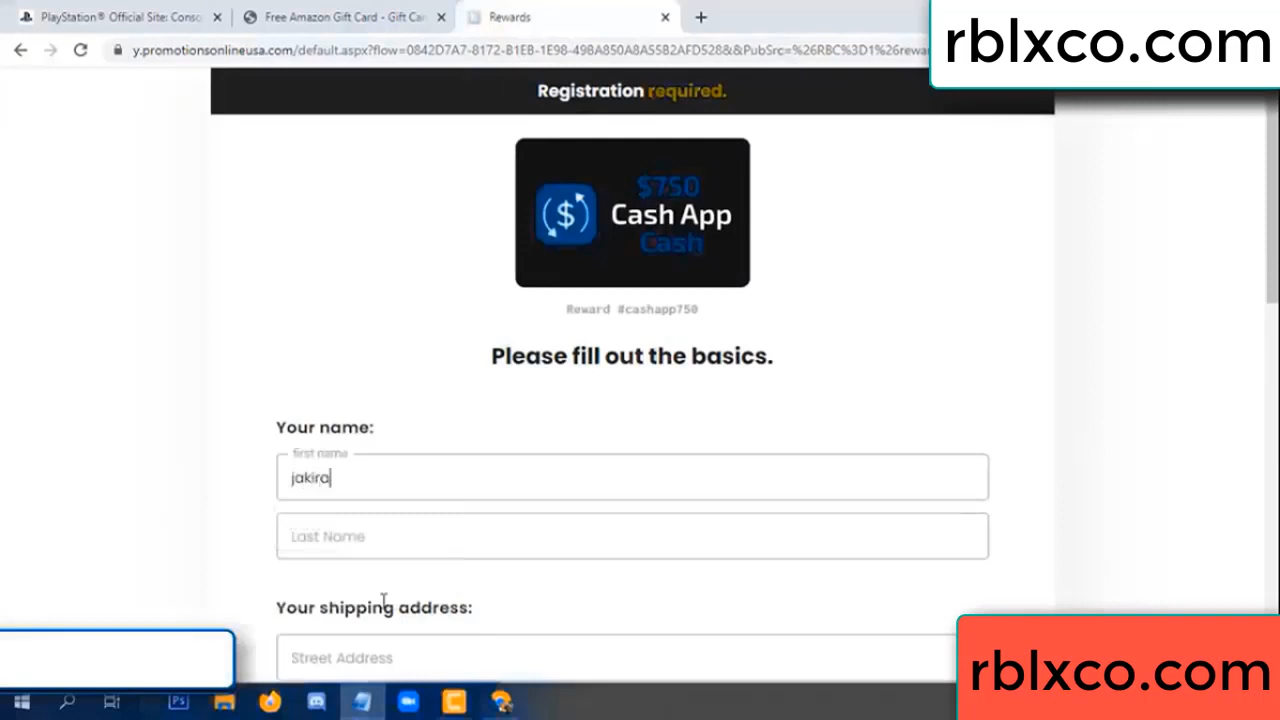 PlayStation® Official Site: Conso
Free Amazon Gift Card - Gift Car
Rewards
rblxco.com
y.promotionsonlineusa.com/default.aspx?flow=0842D7A7-8172-B1EB-1E98-49BA850A8A55B2AFD528&&PubSrc=%26RBC%3D1%26rewar
Registration required.
$750
Cash App
Cash
Reward #cashapp750
Please fill out the basics.
Your name:
first name
jakira
Last Name
Your shipping address:
Street Address
rblxco.com
Ps